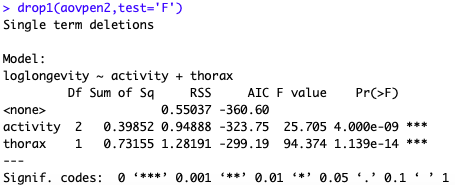 > drop1(aovpen2,test='F')
Single term deletions

Model:
loglongevity ~ activity + thorax
         Df Sum of Sq     RSS     AIC F value    Pr(>F)
<none>                0.55037 -360.60
activity  2   0.39852 0.94888 -323.75  25.705 4.000e-09 ***
thorax    1   0.73155 1.28191 -299.19  94.374 1.139e-14 ***
---
Signif. codes:  0 ‘***’ 0.001 ‘**’ 0.01 ‘*’ 0.05 ‘.’ 0.1 ‘ ’ 1